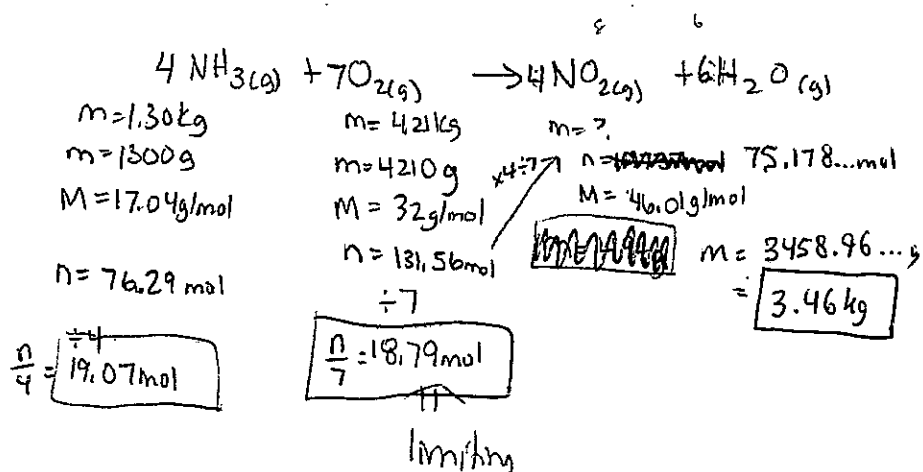 8 6
4 NH3(g) + 7O2(g) → 4NO2(g) + 6H2O(g)
m=1.30kg
m=1300g
M=17.04g/mol
n=76.29 mol
÷4
n/4 = 19.07mol
m= 4.21kg
m=4210g
M= 32g/mol
n= 131.56mol
÷7
n/7 = 18.79mol
limiting
×4÷7
m=?
n= 75.178...mol
M=46.01g/mol
m= 3458.96...g
= 3.46kg